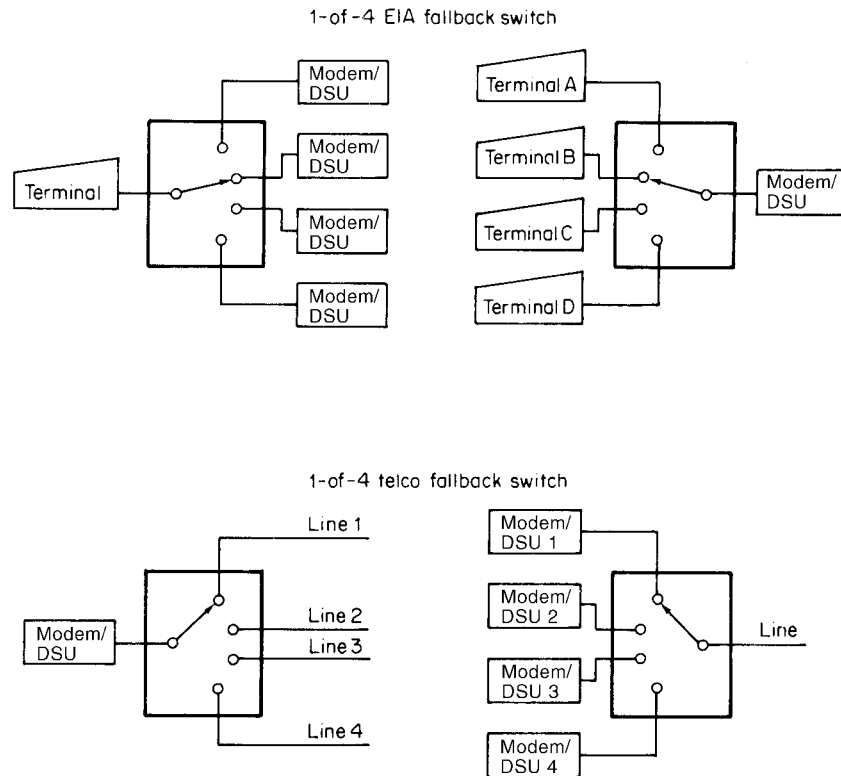 1-of-4 EIA fallback switch
Terminal
Modem/
DSU
Modem/
DSU
Modem/
DSU
Modem/
DSU
Terminal A
Terminal B
Terminal C
Terminal D
Modem/
DSU
1-of-4 telco fallback switch
Modem/
DSU
Line 1
Line 2
Line 3
Line 4
Modem/
DSU 1
Modem/
DSU 2
Modem/
DSU 3
Modem/
DSU 4
Line